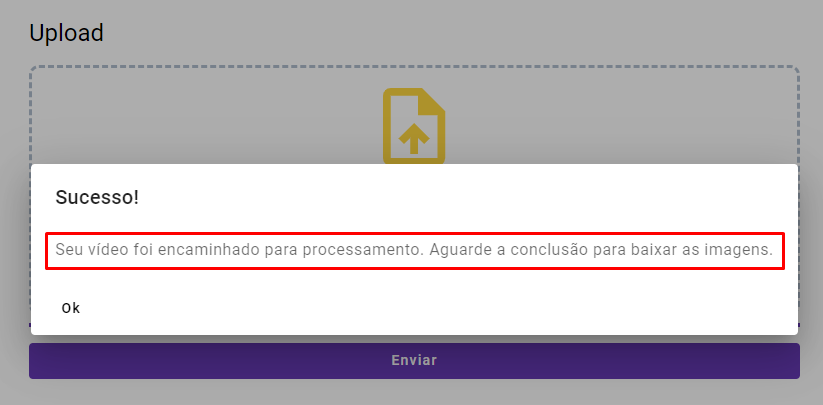 Upload
Sucesso!
Seu vídeo foi encaminhado para processamento. Aguarde a conclusão para baixar as imagens.
Ok
Enviar